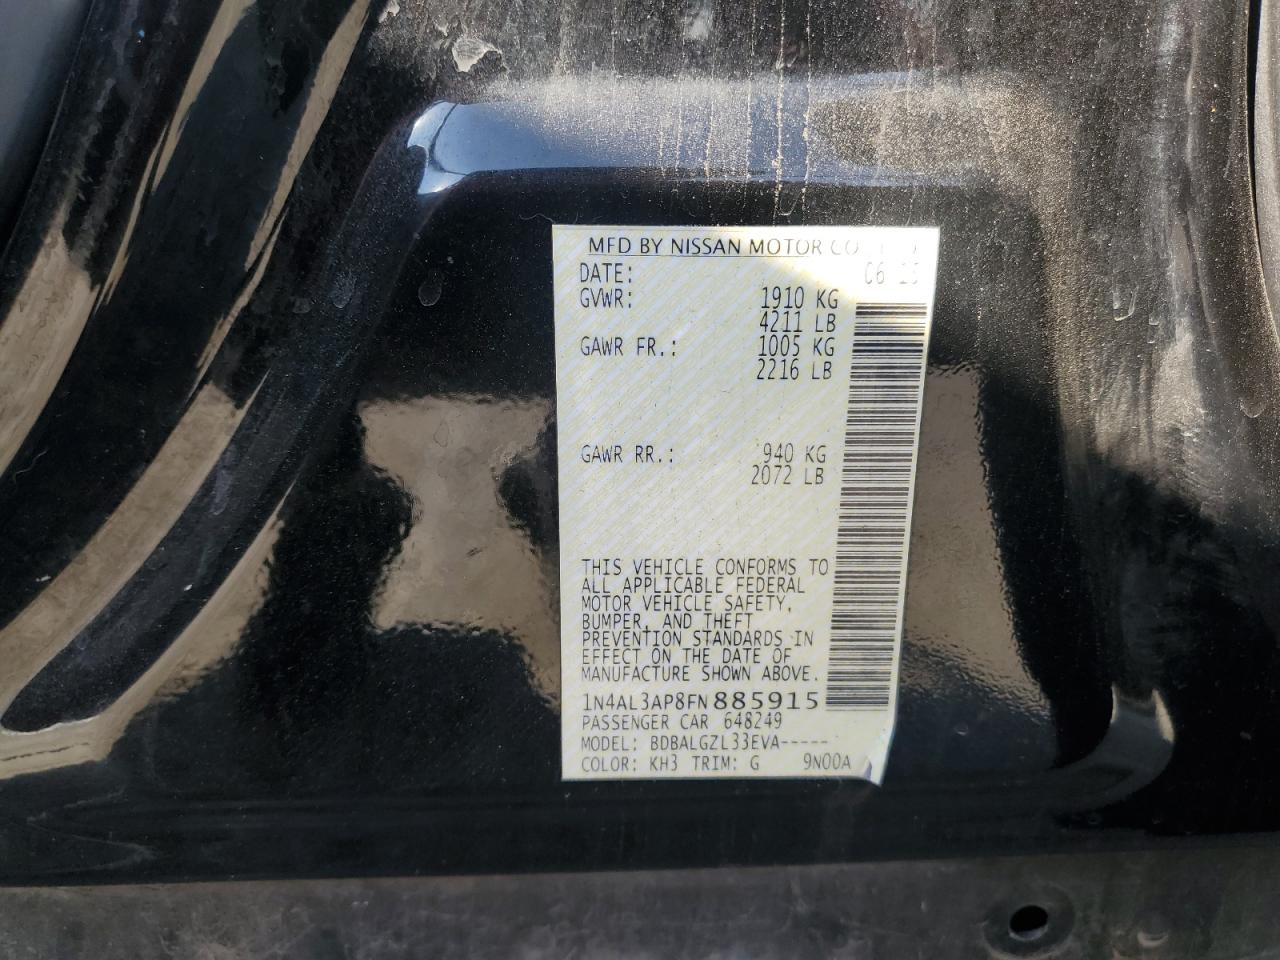 MFD BY NISSAN MOTOR CO
DATE:
GVWR: 1910 KG
4211 LB
GAWR FR.: 1005 KG
2216 LB
GAWR RR.: 940 KG
2072 LB
THIS VEHICLE CONFORMS TO
ALL APPLICABLE FEDERAL
MOTOR VEHICLE SAFETY,
BUMPER, AND THEFT
PREVENTION STANDARDS IN
EFFECT ON THE DATE OF
MANUFACTURE SHOWN ABOVE.
1N4AL3AP8FN885915
PASSENGER CAR 648249
MODEL: BDBALGZL33EVA-----
COLOR: KH3 TRIM: G 9N00A